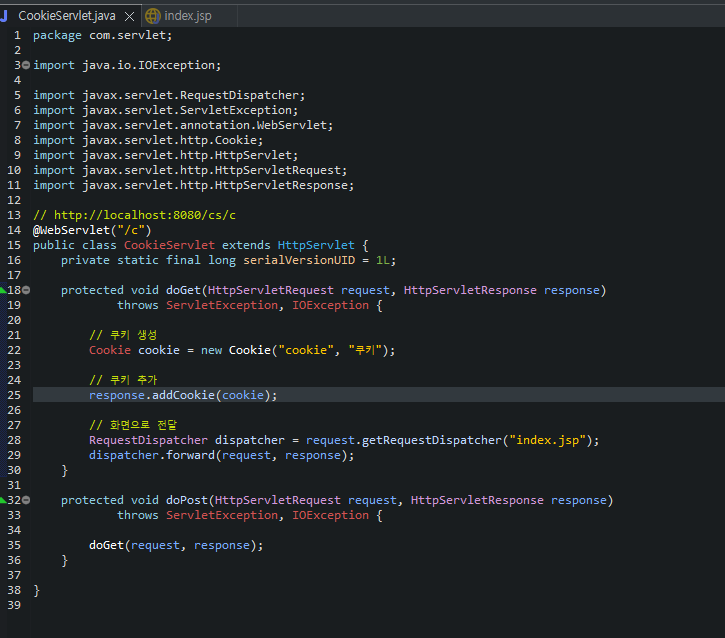 CookieServlet.java index.jsp
1 package com.servlet;
2
3 import java.io.IOException;
4
5 import javax.servlet.RequestDispatcher;
6 import javax.servlet.ServletException;
7 import javax.servlet.annotation.WebServlet;
8 import javax.servlet.http.Cookie;
9 import javax.servlet.http.HttpServlet;
10 import javax.servlet.http.HttpServletRequest;
11 import javax.servlet.http.HttpServletResponse;
12
13 // http://localhost:8080/cs/c
14 @WebServlet("/c")
15 public class CookieServlet extends HttpServlet {
16 private static final long serialVersionUID = 1L;
17
18 protected void doGet(HttpServletRequest request, HttpServletResponse response)
19 throws ServletException, IOException {
20
21 // 쿠키 생성
22 Cookie cookie = new Cookie("cookie", "쿠키");
23
24 // 쿠키 추가
25 response.addCookie(cookie);
26
27 // 화면으로 전달
28 RequestDispatcher dispatcher = request.getRequestDispatcher("index.jsp");
29 dispatcher.forward(request, response);
30 }
31
32 protected void doPost(HttpServletRequest request, HttpServletResponse response)
33 throws ServletException, IOException {
34
35 doGet(request, response);
36 }
37
38 }
39